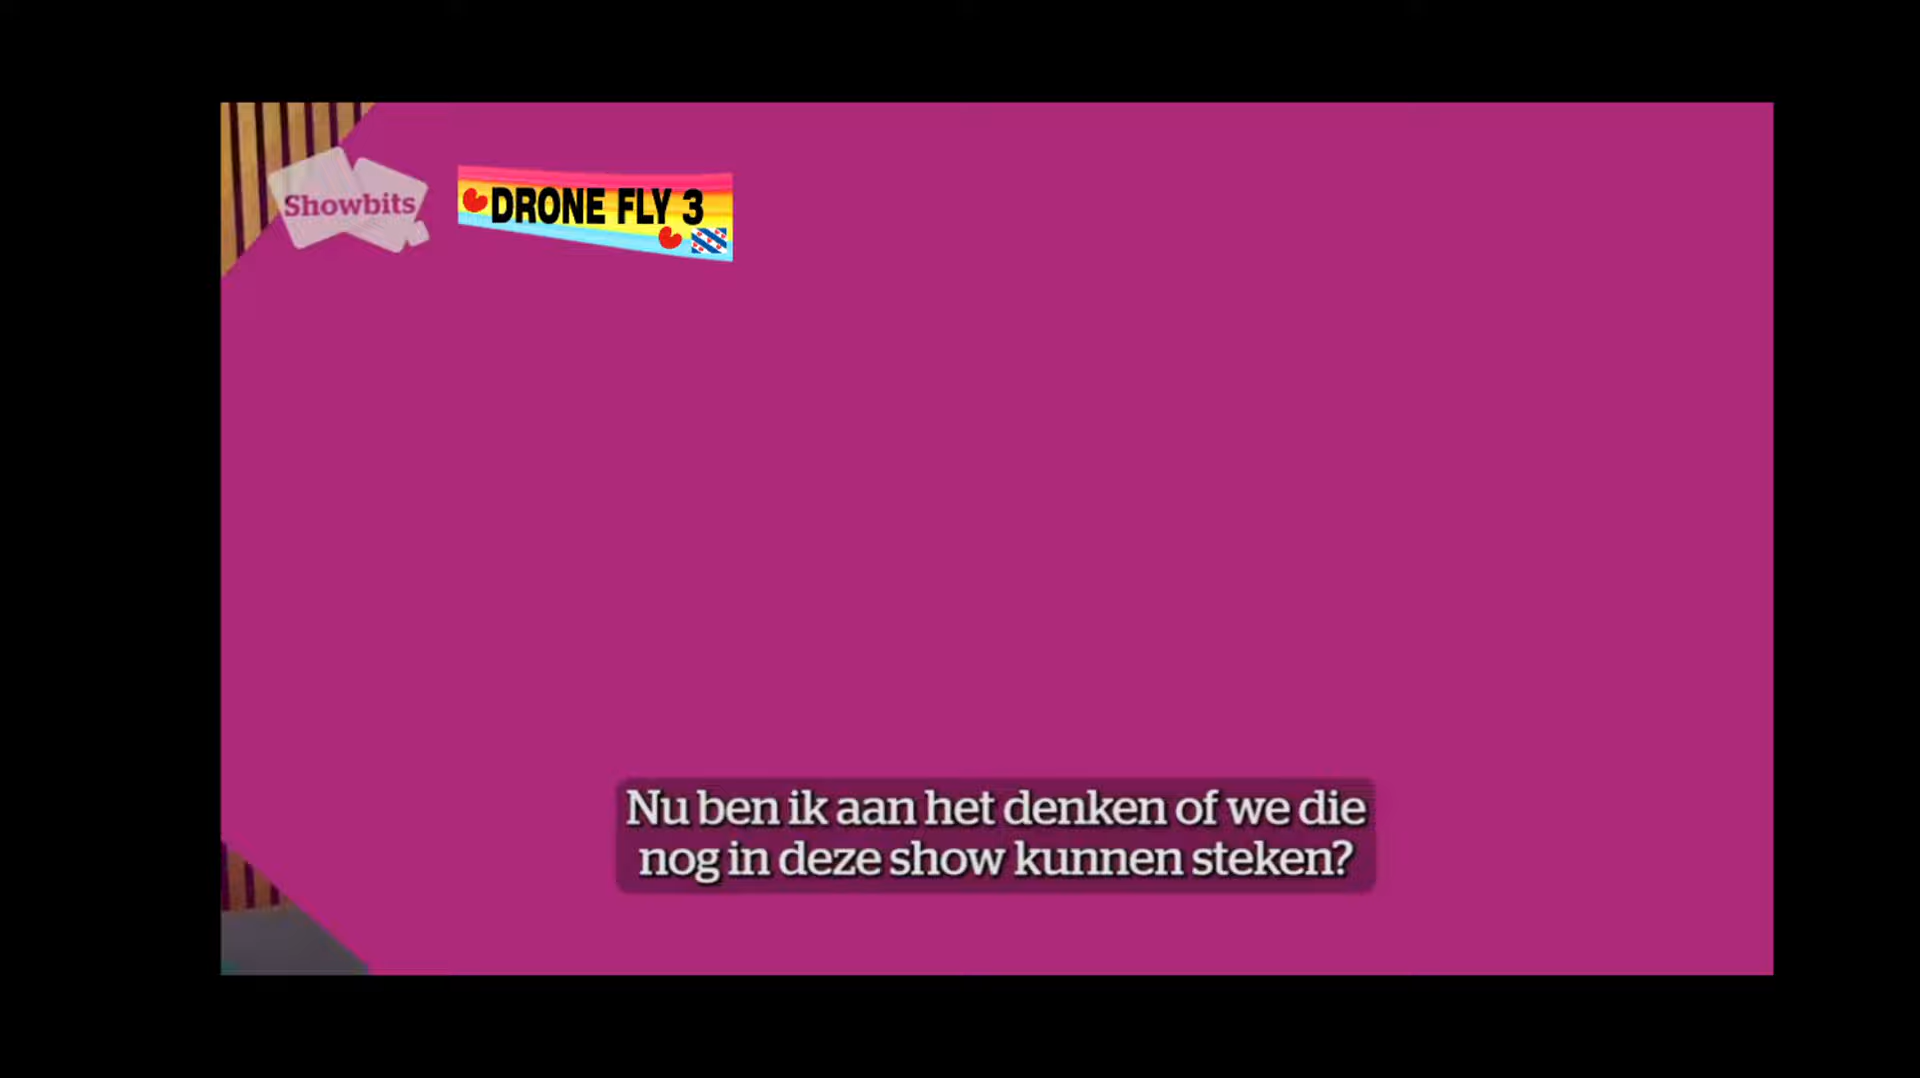 Showbits
DRONE FLY 3
Nu ben ik aan het denken of we die
nog in deze show kunnen steken?